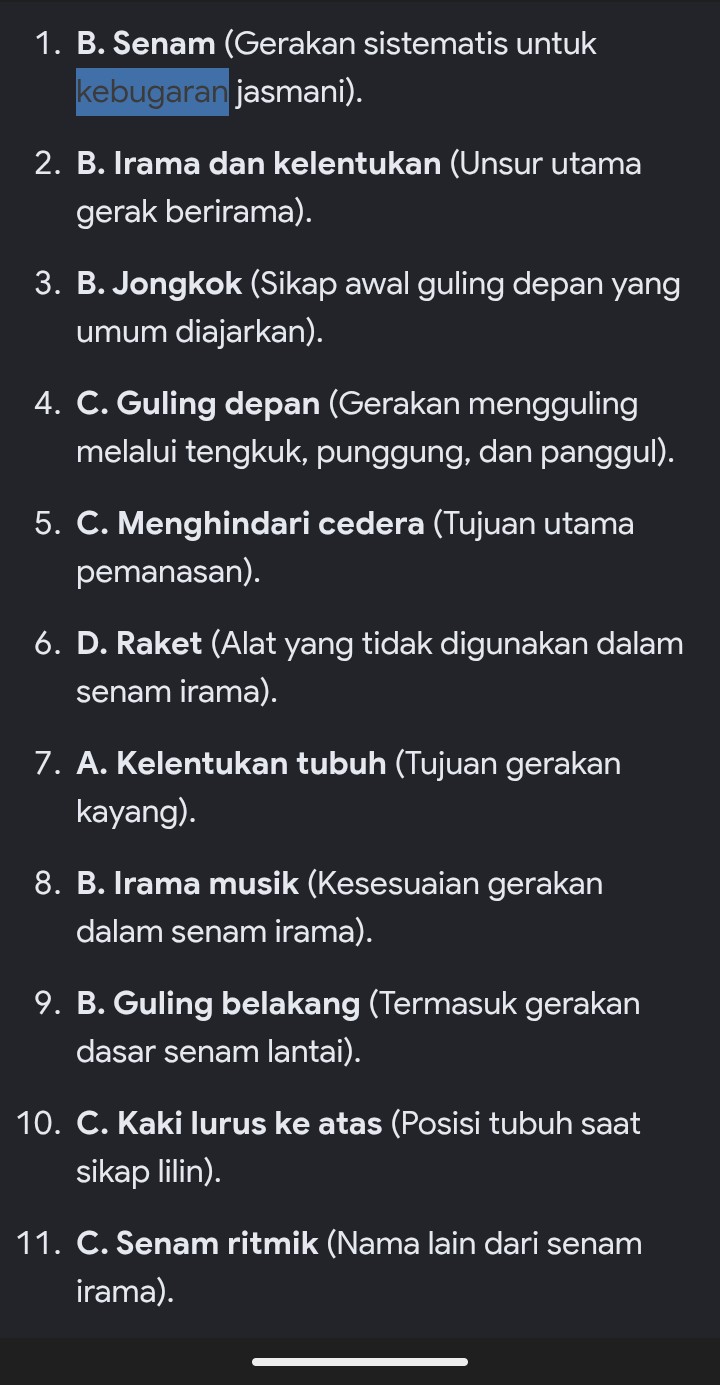 1. B. Senam (Gerakan sistematis untuk
kebugaran jasmani).
2. B. Irama dan kelentukan (Unsur utama
gerak berirama).
3. B. Jongkok (Sikap awal guling depan yang
umum diajarkan).
4. C. Guling depan (Gerakan mengguling
melalui tengkuk, punggung, dan panggul).
5. C. Menghindari cedera (Tujuan utama
pemanasan).
6. D. Raket (Alat yang tidak digunakan dalam
senam irama).
7. A. Kelentukan tubuh (Tujuan gerakan
kayang).
8. B. Irama musik (Kesesuaian gerakan
dalam senam irama).
9. B. Guling belakang (Termasuk gerakan
dasar senam lantai).
10. C. Kaki lurus ke atas (Posisi tubuh saat
sikap lilin).
11. C. Senam ritmik (Nama lain dari senam
irama).